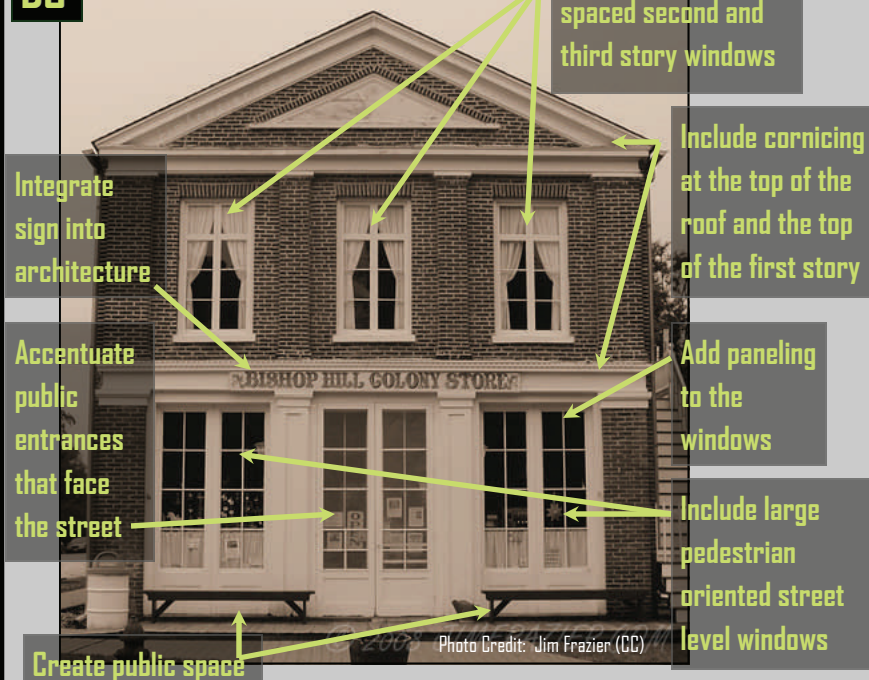 DO
spaced second and
third story windows
Include cornicing
at the top of the
roof and the top
of the first story
Integrate
sign into
architecture
Accentuate
public
entrances
that face
the street
BISHOP HILL COLONY STORE
Add paneling
to the
windows
Include large
pedestrian
oriented street
level windows
Create public space
Photo Credit: Jim Frazier (CC)